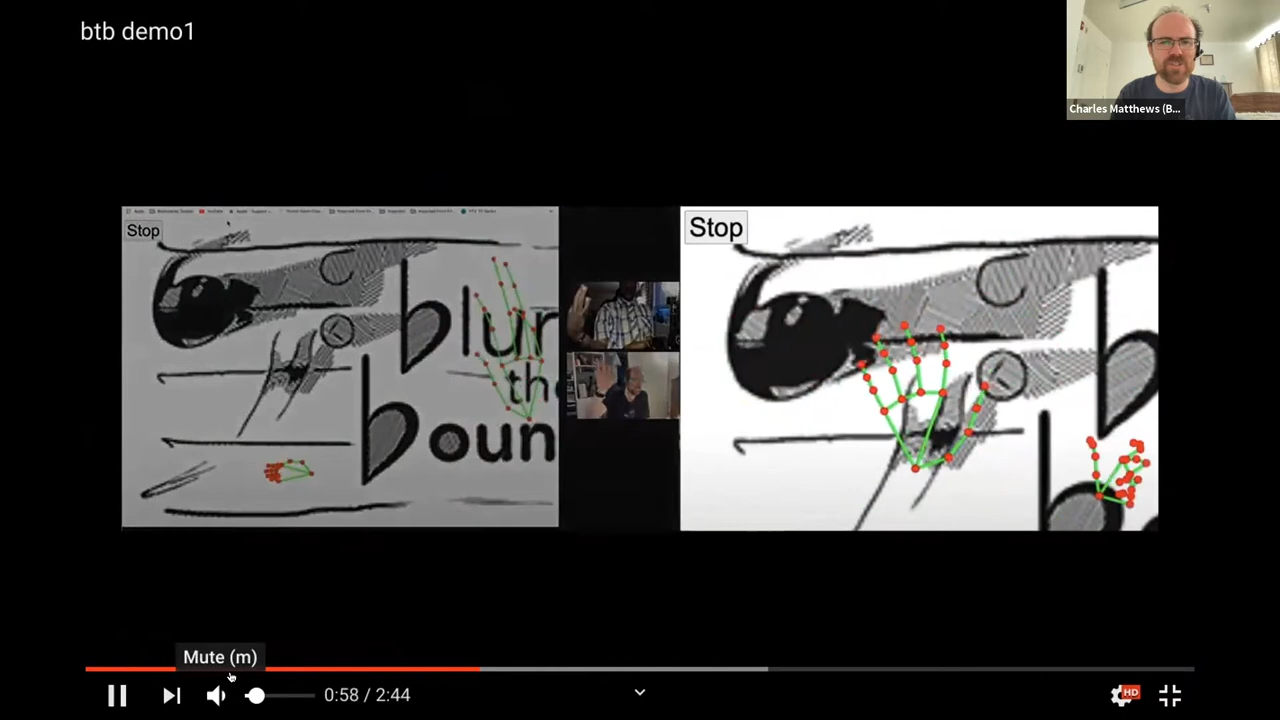 btb demo1
Charles Matthews (B...
Stop
blur
the
boun
Stop
b
b
Mute (m)
0:58 / 2:44
HD